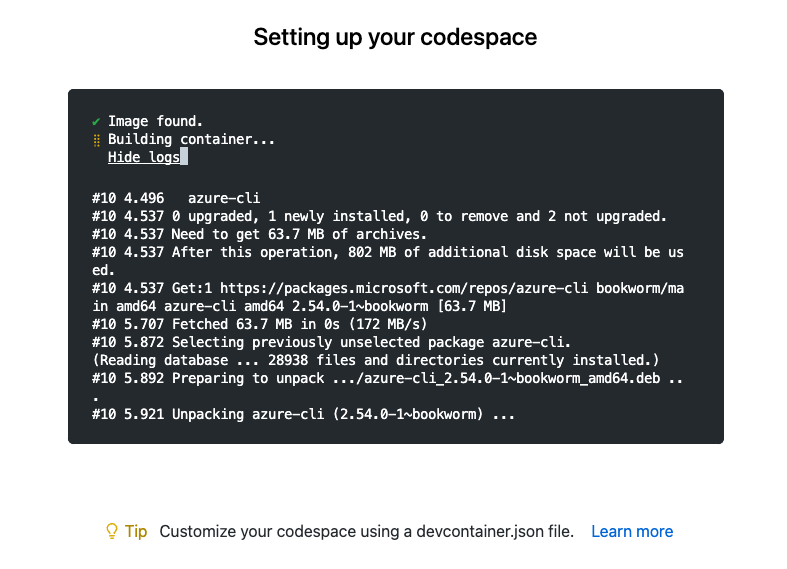 Setting up your codespace
✔ Image found.
⣿ Building container...
Hide logs
#10 4.496   azure-cli
#10 4.537 0 upgraded, 1 newly installed, 0 to remove and 2 not upgraded.
#10 4.537 Need to get 63.7 MB of archives.
#10 4.537 After this operation, 802 MB of additional disk space will be us
ed.
#10 4.537 Get:1 https://packages.microsoft.com/repos/azure-cli bookworm/ma
in amd64 azure-cli amd64 2.54.0-1~bookworm [63.7 MB]
#10 5.707 Fetched 63.7 MB in 0s (172 MB/s)
#10 5.872 Selecting previously unselected package azure-cli.
(Reading database ... 28938 files and directories currently installed.)
#10 5.892 Preparing to unpack .../azure-cli_2.54.0-1~bookworm_amd64.deb ..
.
#10 5.921 Unpacking azure-cli (2.54.0-1~bookworm) ...
Tip Customize your codespace using a devcontainer.json file. Learn more